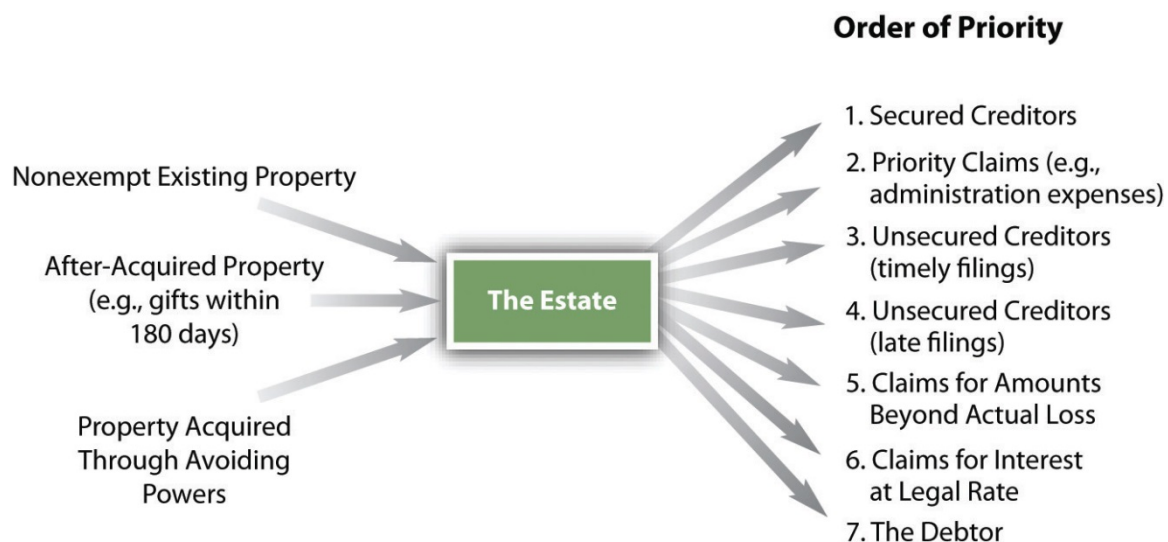 Order of Priority
Nonexempt Existing Property
After-Acquired Property
(e.g., gifts within
180 days)
Property Acquired
Through Avoiding
Powers
The Estate
1. Secured Creditors
2. Priority Claims (e.g.,
administration expenses)
3. Unsecured Creditors
(timely filings)
4. Unsecured Creditors
(late filings)
5. Claims for Amounts
Beyond Actual Loss
6. Claims for Interest
at Legal Rate
7. The Debtor